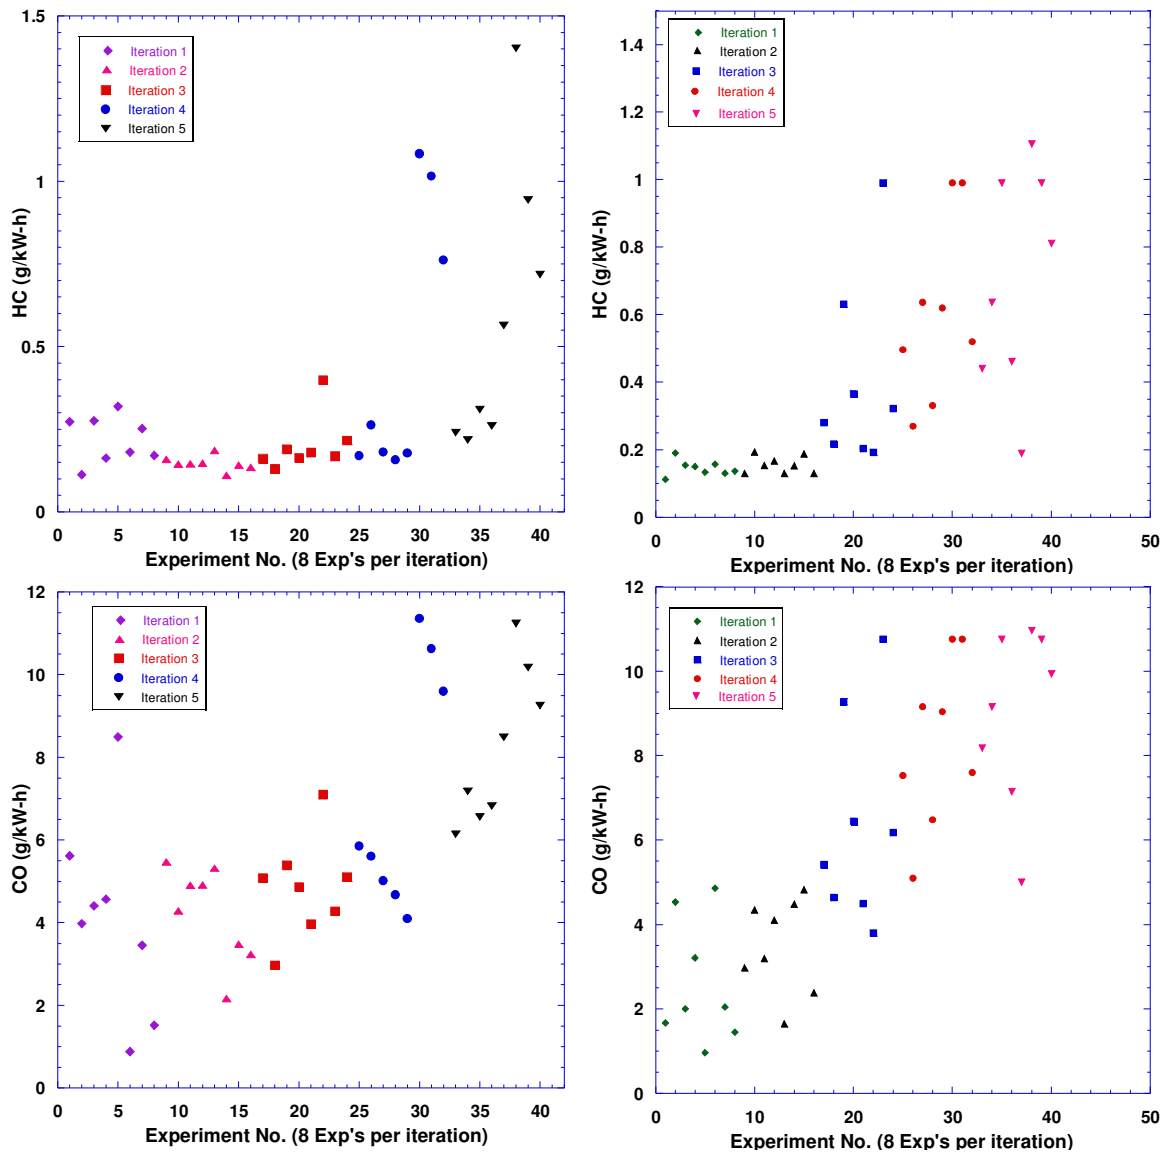 1.5
1
0.5
0
HC (g/kW-h)
Iteration 1
Iteration 2
Iteration 3
Iteration 4
Iteration 5
0 5 10 15 20 25 30 35 40
Experiment No. (8 Exp's per iteration)
1.4
1.2
1
0.8
0.6
0.4
0.2
0
HC (g/kW-h)
Iteration 1
Iteration 2
Iteration 3
Iteration 4
Iteration 5
0 10 20 30 40 50
Experiment No. (8 Exp's per iteration)
12
10
8
6
4
2
0
CO (g/kW-h)
Iteration 1
Iteration 2
Iteration 3
Iteration 4
Iteration 5
0 5 10 15 20 25 30 35 40
Experiment No. (8 Exp's per iteration)
12
10
8
6
4
2
0
CO (g/kW-h)
Iteration 1
Iteration 2
Iteration 3
Iteration 4
Iteration 5
0 10 20 30 40 50
Experiment No. (8 Exp's per iteration)